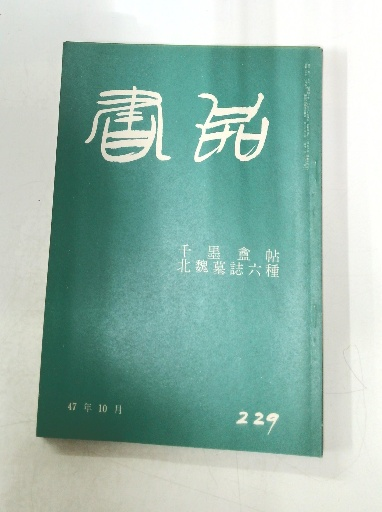 書品
千墨盦帖
北魏墓誌六種
47年10月
229